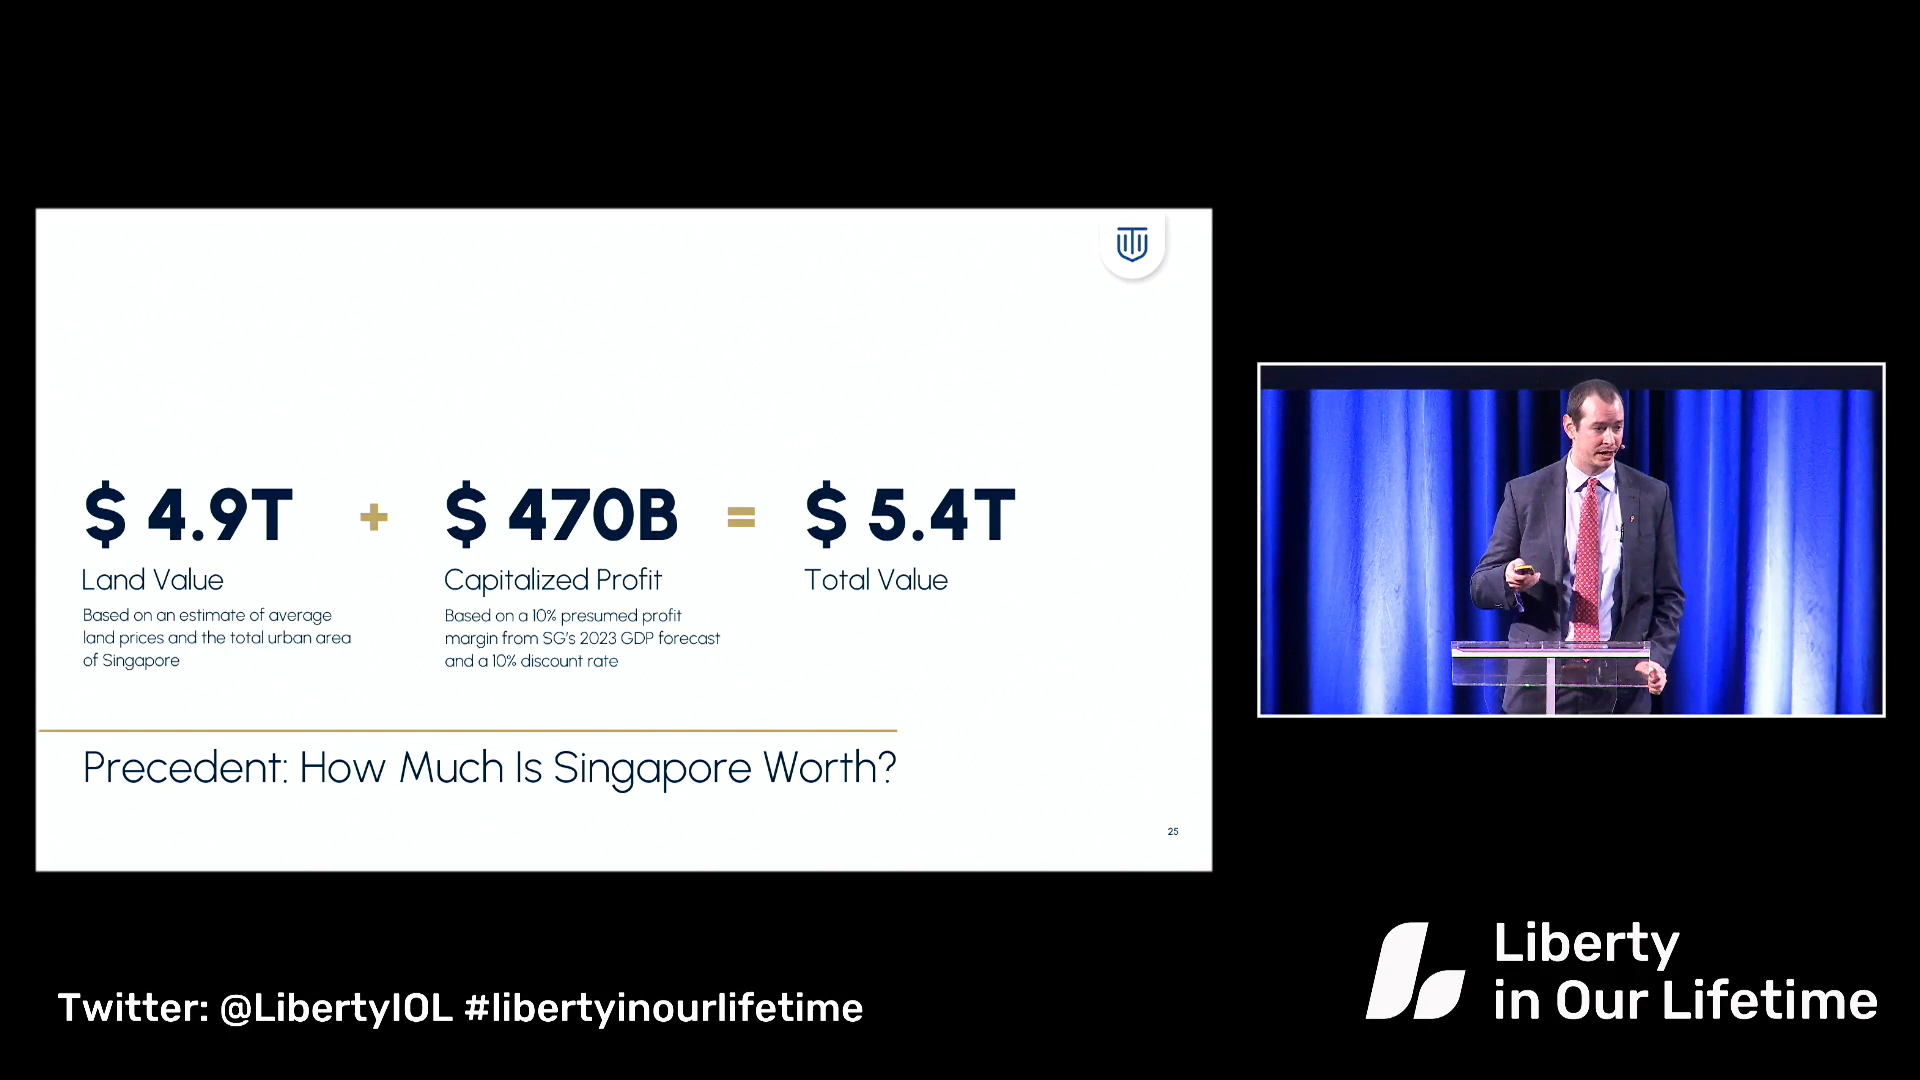 $ 4.9T + $ 470B = $ 5.4T
Land Value
Based on an estimate of average
land prices and the total urban area
of Singapore
Capitalized Profit
Based on a 10% presumed profit
margin from SG's 2023 GDP forecast
and a 10% discount rate
Total Value
Precedent: How Much Is Singapore Worth?
25
Twitter: @LibertyIOL #libertyinourlifetime
Liberty
in Our Lifetime